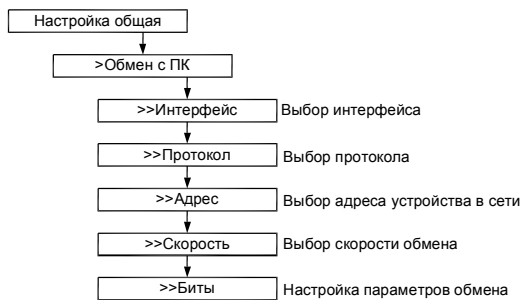 Настройка общая
>Обмен с ПК
>>Интерфейс Выбор интерфейса
>>Протокол Выбор протокола
>>Адрес Выбор адреса устройства в сети
>>Скорость Выбор скорости обмена
>>Биты Настройка параметров обмена